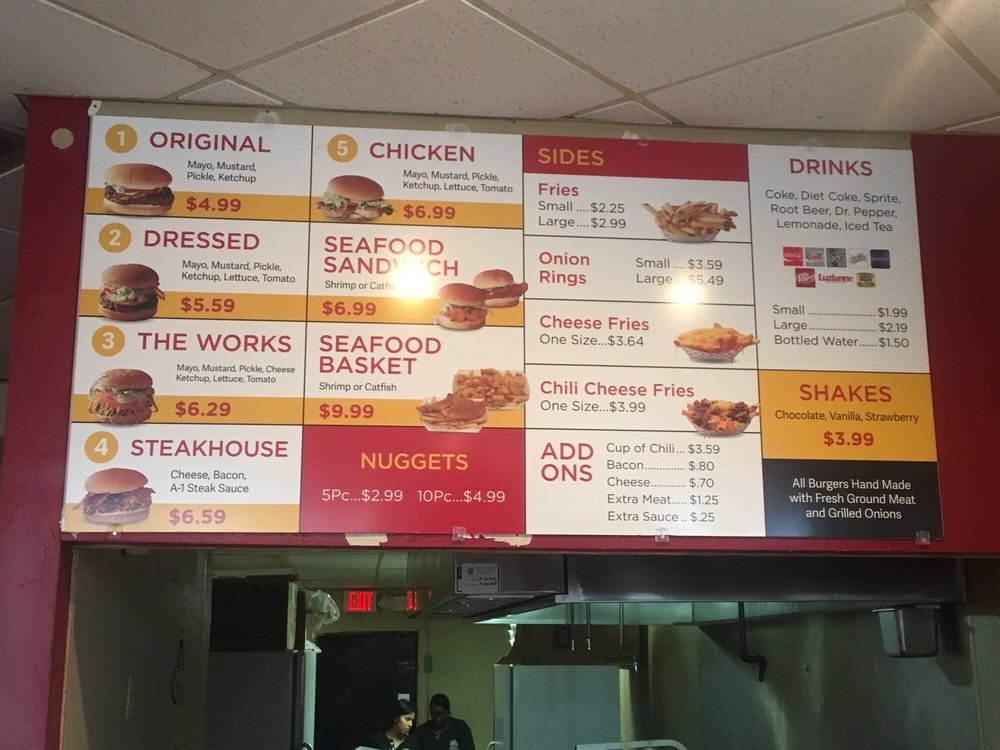 1 ORIGINAL
Mayo, Mustard,
Pickle, Ketchup
$4.99
2 DRESSED
Mayo, Mustard, Pickle,
Ketchup, Lettuce, Tomato
$5.59
3 THE WORKS
Mayo, Mustard, Pickle, Cheese
Ketchup, Lettuce, Tomato
$6.29
4 STEAKHOUSE
Cheese, Bacon,
A-1 Steak Sauce
$6.59
5 CHICKEN
Mayo, Mustard, Pickle,
Ketchup, Lettuce, Tomato
$6.99
SEAFOOD
SANDWICH
Shrimp or Catfish
$6.99
SEAFOOD
BASKET
Shrimp or Catfish
$9.99
NUGGETS
5Pc...$2.99 10Pc...$4.99
SIDES
Fries
Small ....$2.25
Large ....$2.99
Onion
Rings
Small ....$3.59
Large....$5.49
Cheese Fries
One Size...$3.64
Chili Cheese Fries
One Size...$3.99
ADD
ONS
Cup of Chili... $3.59
Bacon............. $.80
Cheese........... $.70
Extra Meat..... $1.25
Extra Sauce .. $.25
DRINKS
Coke, Diet Coke, Sprite,
Root Beer, Dr. Pepper,
Lemonade, Iced Tea
Dr Pepper Luzianne
Small ........................ $1.99
Large........................ $2.19
Bottled Water...... $1.50
SHAKES
Chocolate, Vanilla, Strawberry
$3.99
All Burgers Hand Made
with Fresh Ground Meat
and Grilled Onions
EXIT